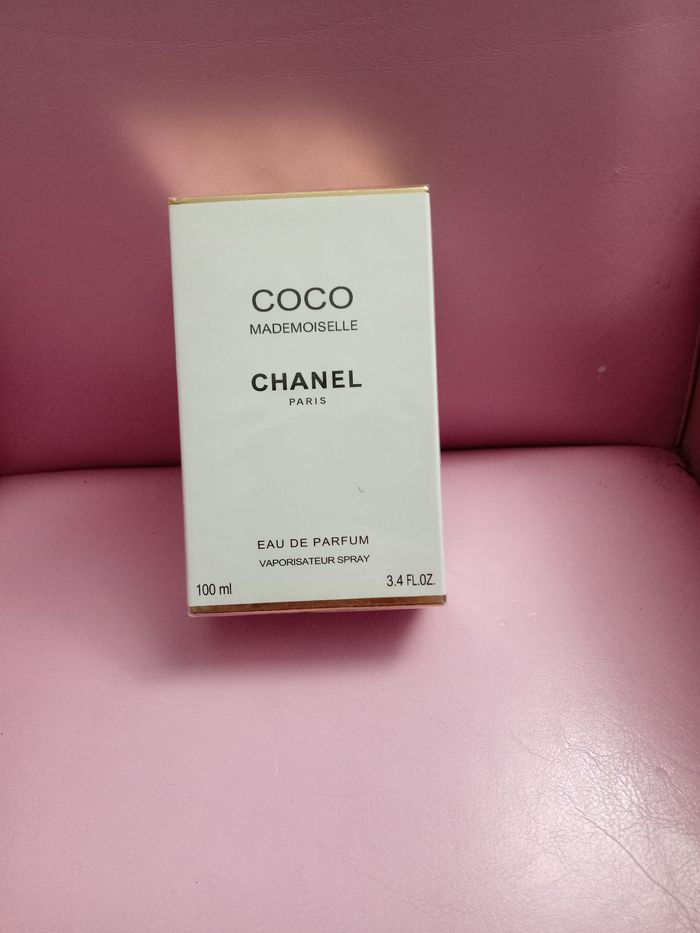 COCO
MADEMOISELLE
CHANEL
PARIS
EAU DE PARFUM
VAPORISATEUR SPRAY
100 ml 3.4 FL.OZ.